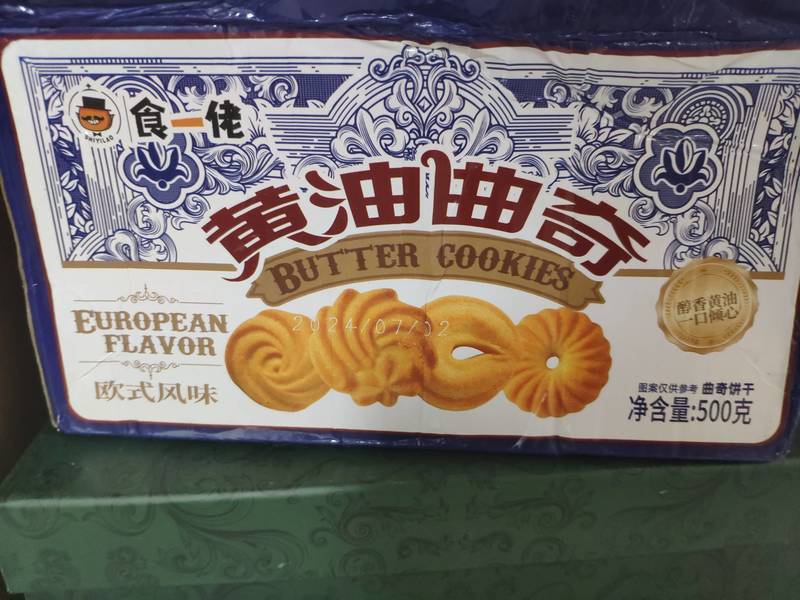 SHIYILAO
食一佬
黄油曲奇
BUTTER COOKIES
EUROPEAN
FLAVOR
欧式风味
2024/07/02
醇香黄油
一口倾心
图案仅供参考 曲奇饼干
净含量:500克